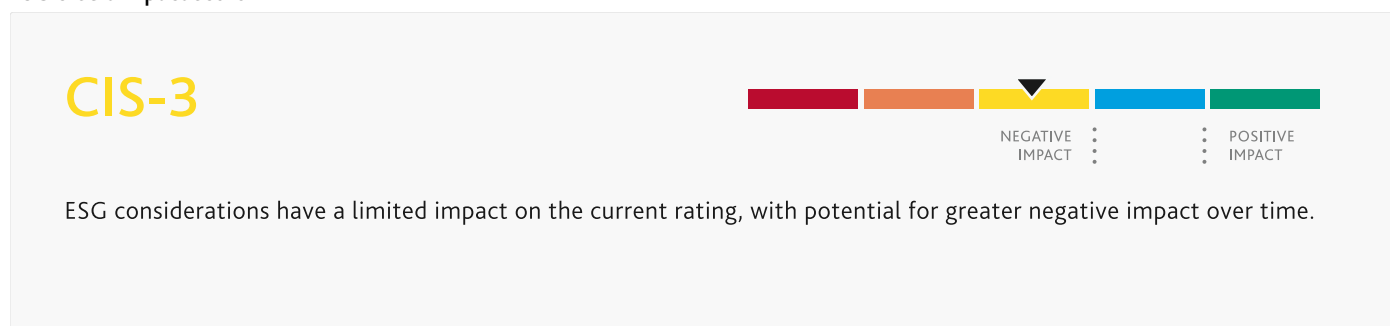 CIS-3
NEGATIVE
IMPACT
POSITIVE
IMPACT
ESG considerations have a limited impact on the current rating, with potential for greater negative impact over time.